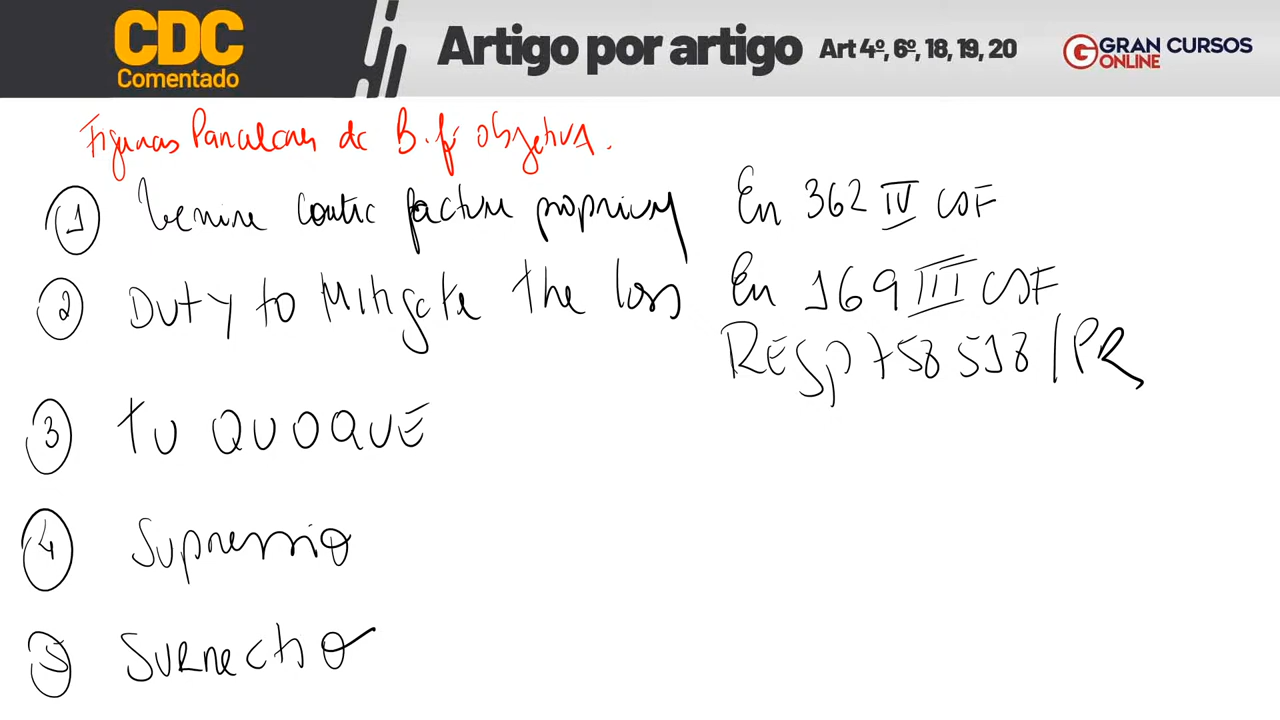 CDC
Comentado
Artigo por artigo Art 4º, 6º, 18, 19, 20
GRAN CURSOS
ONLINE
Figuras Parcelares da B. fé objetiva.
1 Venire contra factum proprium En 362 IV CJF
2 Duty to Mitigate the loss En 169 III CJF
RESp 758518/PR
3 TU QUOQUE
4 Supressio
5 Surrectio